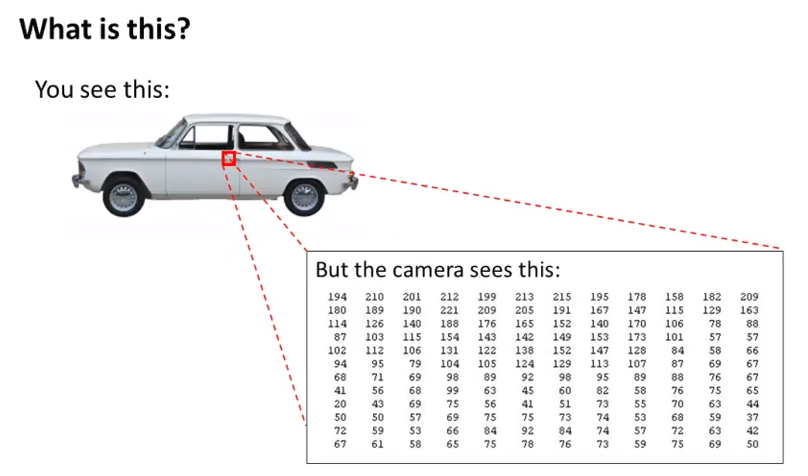 What is this?
You see this:
But the camera sees this:
194 210 201 212 199 213 215 195 178 158 182 209
180 189 190 221 209 205 191 167 147 115 129 163
114 126 140 188 176 165 152 140 170 106 78 88
87 103 115 154 143 142 149 153 173 101 57 57
102 112 106 131 122 138 152 147 128 84 58 66
94 95 79 104 105 124 129 113 107 87 69 67
68 71 69 98 89 92 98 95 89 88 76 67
41 56 68 99 63 45 60 82 58 76 75 65
20 43 69 75 56 41 51 73 55 70 63 44
50 50 57 69 75 75 73 74 53 68 59 37
72 59 53 66 84 92 84 74 57 72 63 42
67 61 58 65 75 78 76 73 59 75 69 50